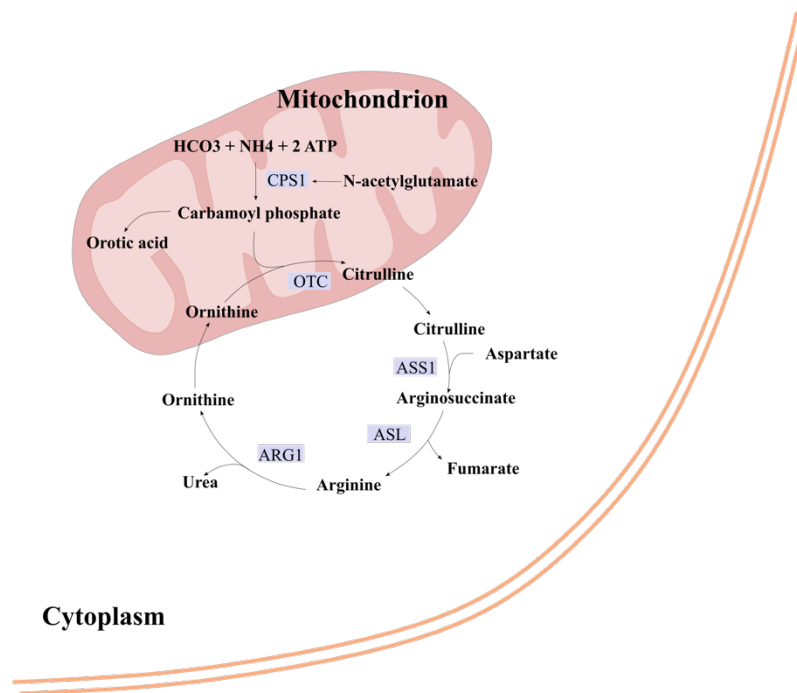 Mitochondrion
HCO3 + NH4 + 2 ATP
CPS1
N-acetylglutamate
Carbamoyl phosphate
Orotic acid
Citrulline
OTC
Ornithine
Citrulline
Aspartate
ASS1
Ornithine
Arginosuccinate
ASL
ARG1
Fumarate
Urea
Arginine
Cytoplasm